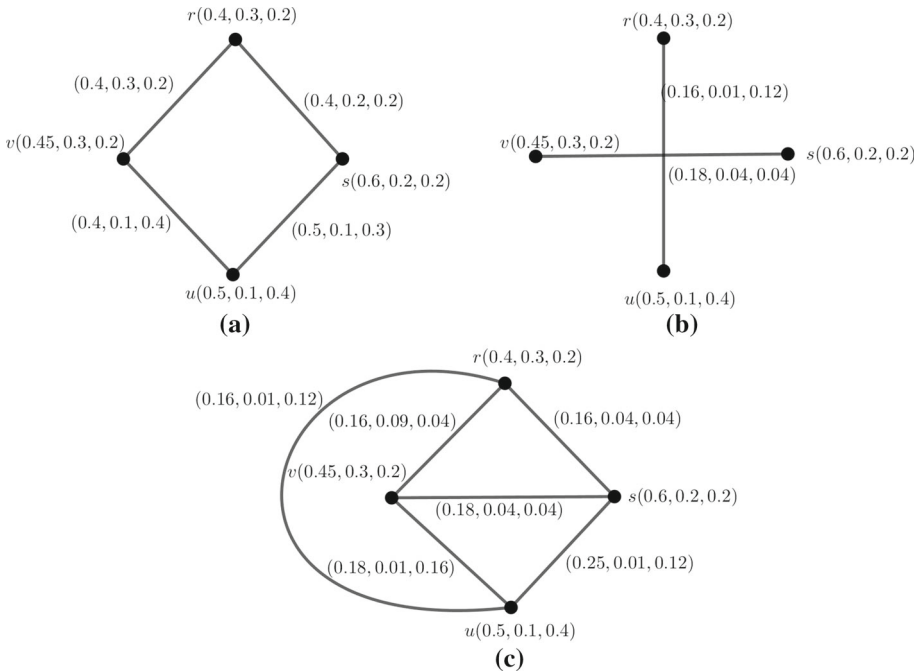 r(0.4, 0.3, 0.2)
(0.4, 0.3, 0.2)
(0.4, 0.2, 0.2)
v(0.45, 0.3, 0.2)
s(0.6, 0.2, 0.2)
(0.4, 0.1, 0.4)
(0.5, 0.1, 0.3)
u(0.5, 0.1, 0.4)
(a)
r(0.4, 0.3, 0.2)
(0.16, 0.01, 0.12)
v(0.45, 0.3, 0.2)
s(0.6, 0.2, 0.2)
(0.18, 0.04, 0.04)
u(0.5, 0.1, 0.4)
(b)
r(0.4, 0.3, 0.2)
(0.16, 0.01, 0.12)
(0.16, 0.09, 0.04)
(0.16, 0.04, 0.04)
v(0.45, 0.3, 0.2)
s(0.6, 0.2, 0.2)
(0.18, 0.04, 0.04)
(0.18, 0.01, 0.16)
(0.25, 0.01, 0.12)
u(0.5, 0.1, 0.4)
(c)